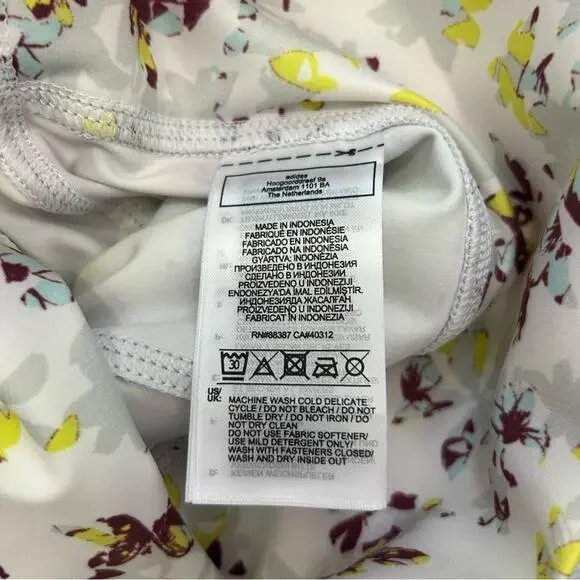 adidas
Hoogoorddreef 9a
Amsterdam 1101 BA
The Netherlands
MADE IN INDONESIA
FABRIQUÉ EN INDONÉSIE
FABRICADO EN INDONESIA
FABRICADO NA INDONÉSIA
GYÁRTVA: INDONÉZIA
ПРОИЗВЕДЕНО В ИНДОНЕЗИЯ
СДЕЛАНО В ИНДОНЕЗИИ
PROIZVEDENO U INDONEZIJI
ENDONEZYADA İMAL EDİLMİŞTİR.
ИНДОНЕЗИЯДА ЖАСАЛҒАН
PROIZVEDENO U INDONEZIJI
FABRICAT ÎN INDONEZIA
RN#88387 CA#40312
30
US/
UK:
MACHINE WASH COLD DELICATE
CYCLE / DO NOT BLEACH / DO NOT
TUMBLE DRY / DO NOT IRON / DO
NOT DRY CLEAN
DO NOT USE FABRIC SOFTENER/
USE MILD DETERGENT ONLY/
WASH WITH FASTENERS CLOSED/
WASH AND DRY INSIDE OUT